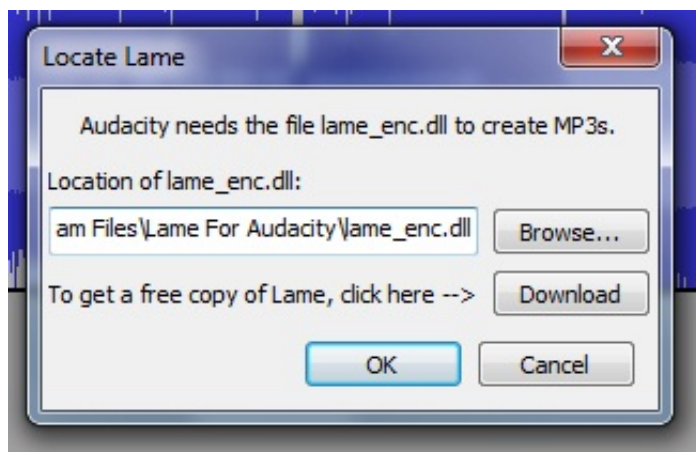 Locate Lame
Audacity needs the file lame_enc.dll to create MP3s.
Location of lame_enc.dll:
am Files\Lame For Audacity\lame_enc.dll
Browse...
To get a free copy of Lame, click here -->
Download
OK
Cancel